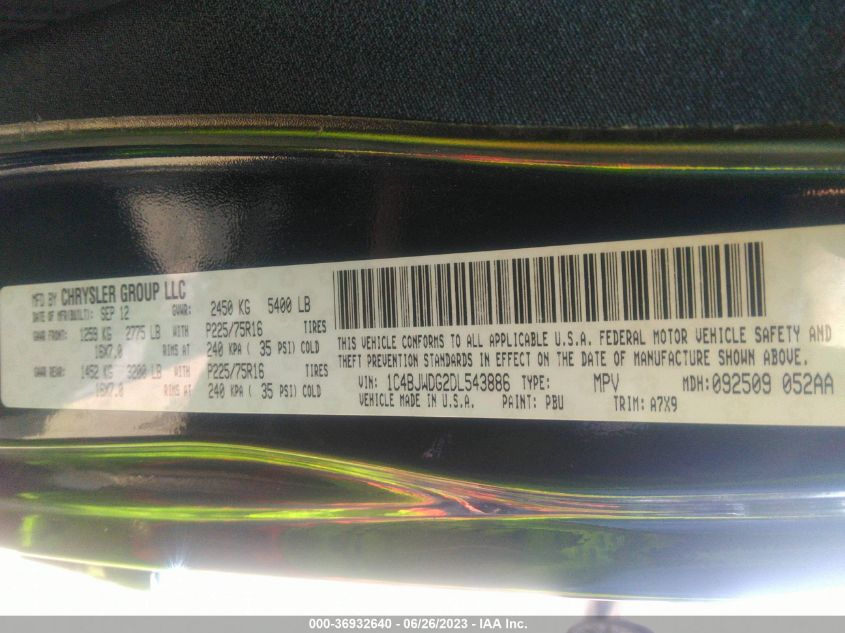 MFD BY CHRYSLER GROUP LLC
DATE OF MFR(BUILT): SEP 12 GVWR: 2450 KG 5400 LB
GAWR FRONT: 1259 KG 2775 LB WITH P225/75R16 TIRES
16X7.0 RIMS AT 240 KPA ( 35 PSI) COLD
GAWR REAR: 1452 KG 3200 LB WITH P225/75R16 TIRES
16X7.0 RIMS AT 240 KPA ( 35 PSI) COLD
THIS VEHICLE CONFORMS TO ALL APPLICABLE U.S.A. FEDERAL MOTOR VEHICLE SAFETY AND
THEFT PREVENTION STANDARDS IN EFFECT ON THE DATE OF MANUFACTURE SHOWN ABOVE.
VIN: 1C4BJWDG2DL543886 TYPE: MPV MDH: 092509 052AA
VEHICLE MADE IN U.S.A. PAINT: PBU TRIM: A7X9
000-36932640 - 06/26/2023 - IAA Inc.